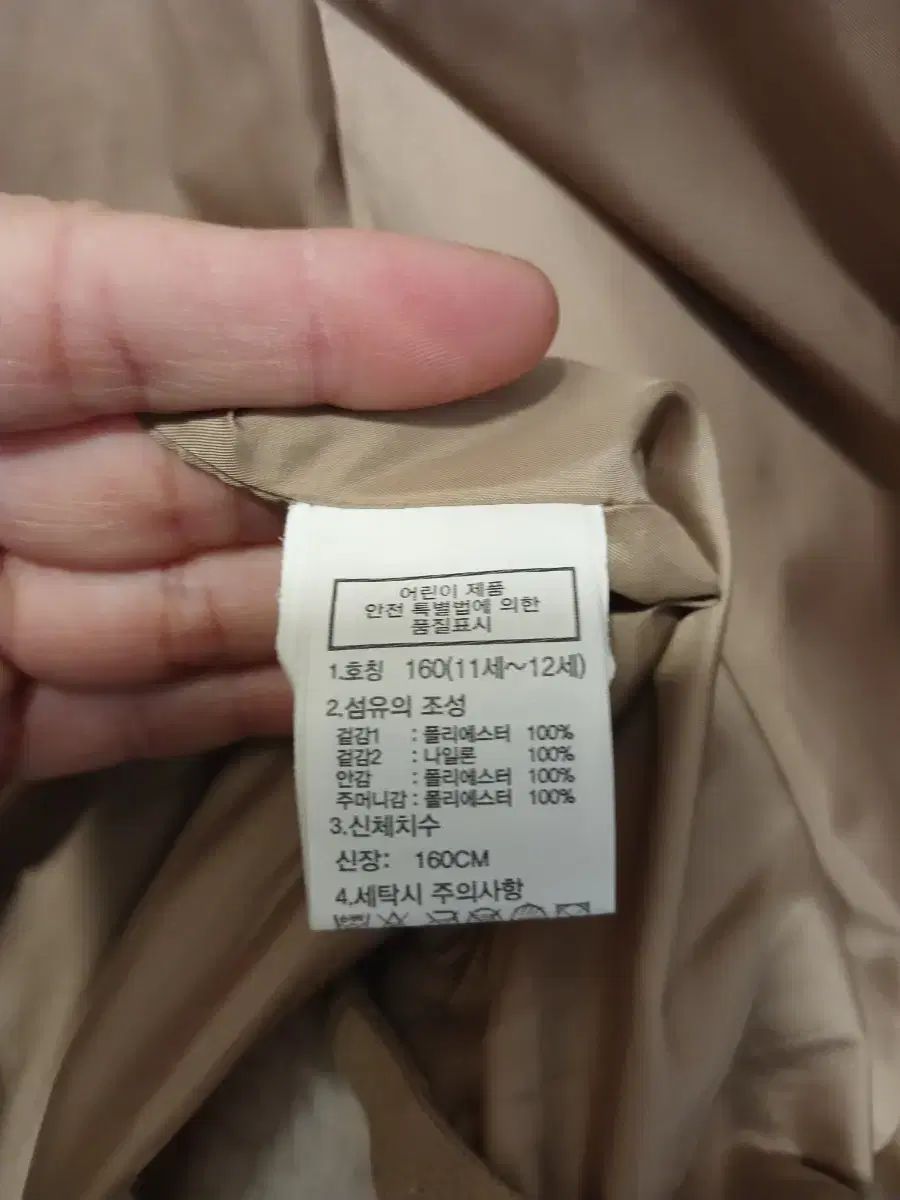 어린이 제품
안전 특별법에 의한
품질표시
1.호칭 160(11세~12세)
2.섬유의 조성
겉감1 : 폴리에스터 100%
겉감2 : 나일론 100%
안감 : 폴리에스터 100%
주머니감 : 폴리에스터 100%
3.신체치수
신장: 160CM
4.세탁시 주의사항